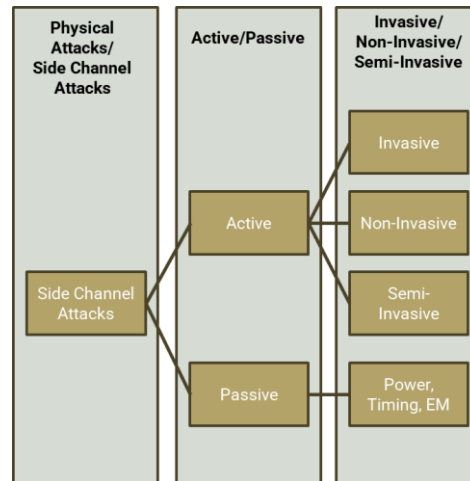 Physical
Attacks/
Side Channel
Attacks
Active/Passive
Invasive/
Non-Invasive/
Semi-Invasive
Side Channel
Attacks
Active
Passive
Invasive
Non-Invasive
Semi-
Invasive
Power,
Timing, EM